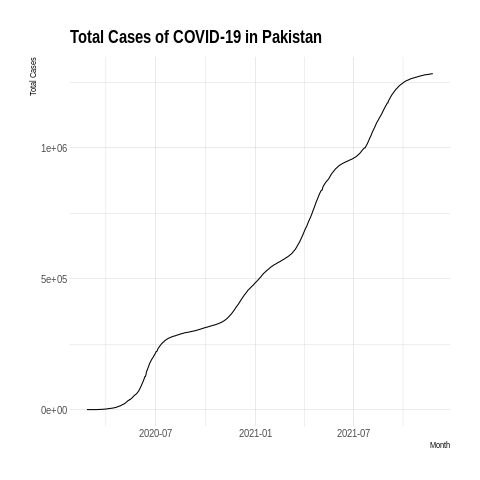 Total Cases of COVID-19 in Pakistan
Total Cases
1e+06
5e+05
0e+00
2020-07
2021-01
2021-07
Month